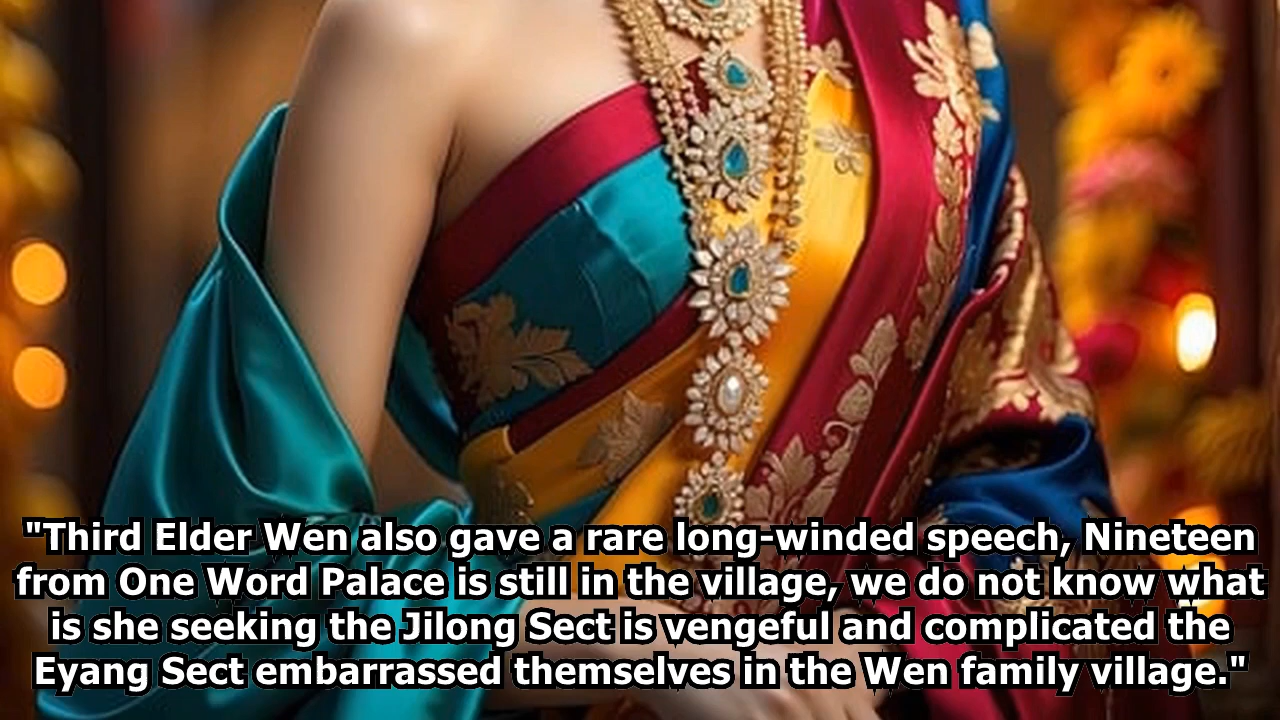 "Third Elder Wen also gave a rare long-winded speech, Nineteen
from One Word Palace is still in the village, we do not know what
is she seeking the Jilong Sect is vengeful and complicated the
Eyang Sect embarrassed themselves in the Wen family village."